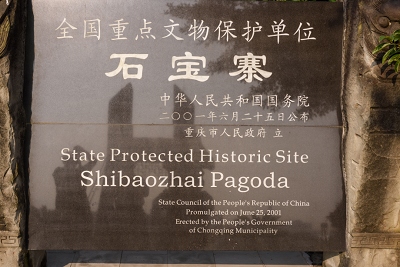 全国重点文物保护单位
石宝寨
中华人民共和国国务院
二〇〇一年六月二十五日公布
重庆市人民政府 立
State Protected Historic Site
Shibaozhai Pagoda
State Council of the People's Republic of China
Promulgated on June 25, 2001
Erected by the People's Government
of Chongqing Municipality